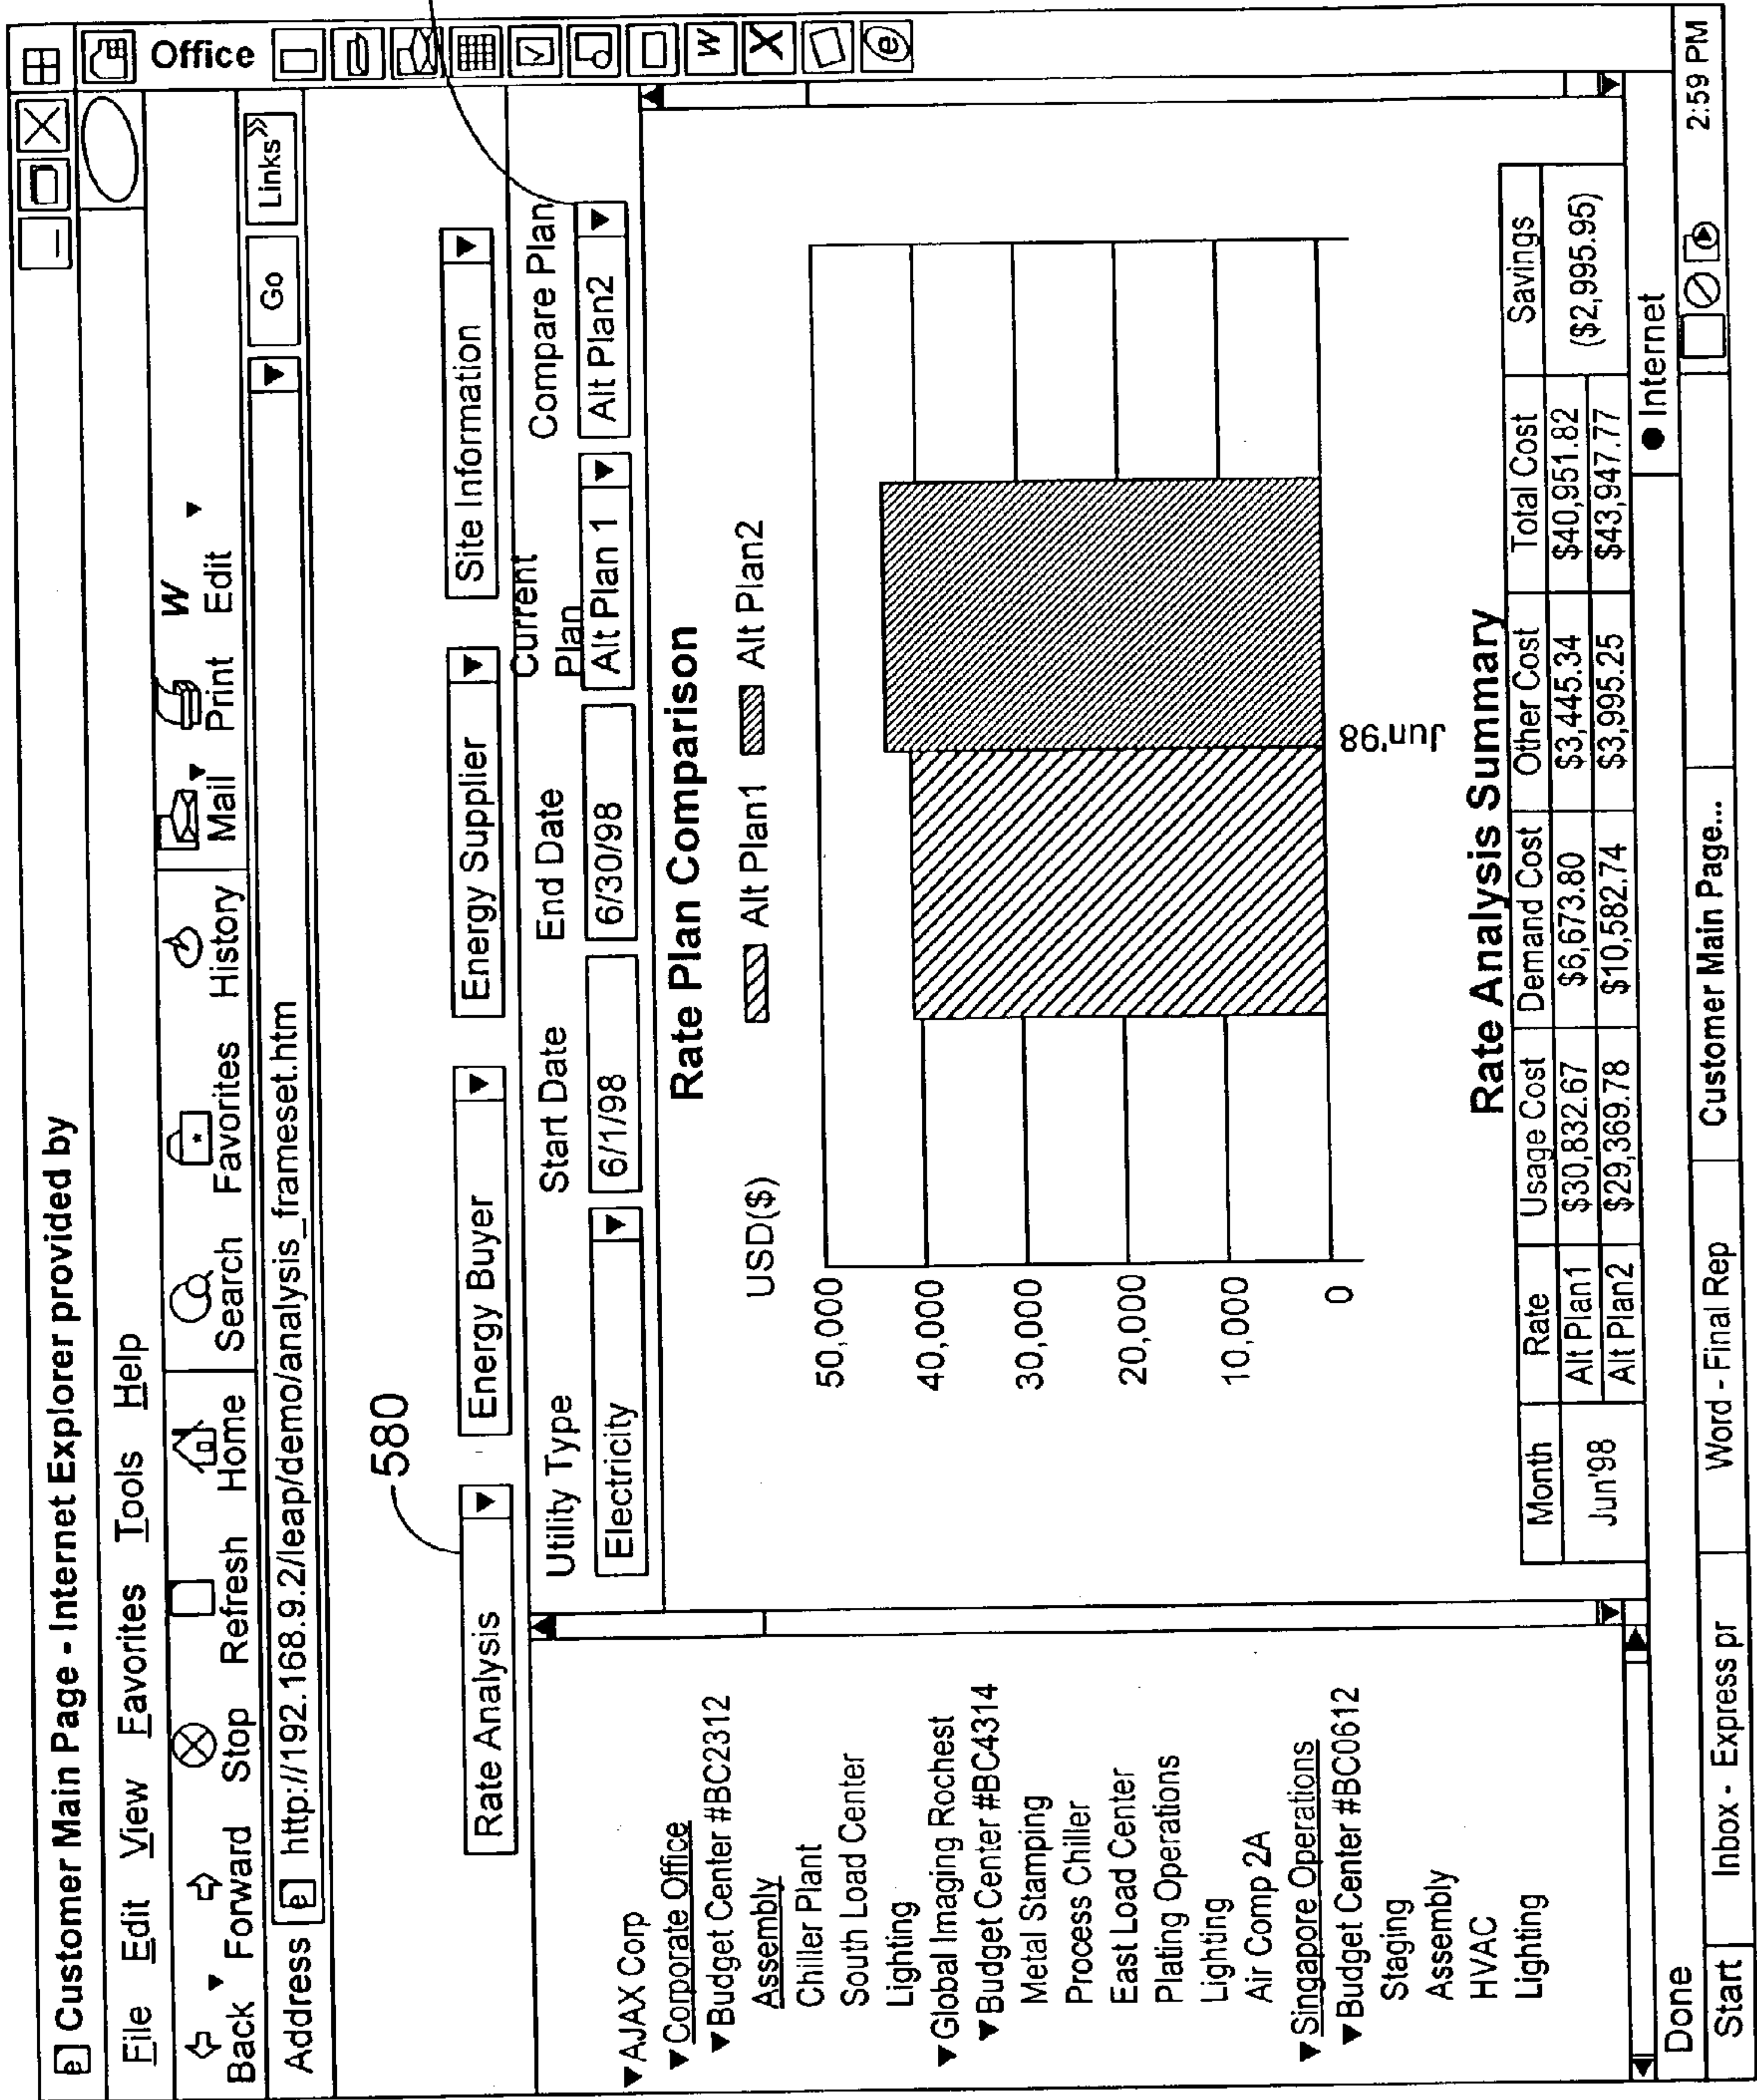 Customer Main Page - Internet Explorer provided by
File Edit View Favorites Tools Help
Back Forward Stop Refresh Home Search Favorites History Mail Print Edit
W
Address e http://192.168.9.2/leap/demo/analysis_frameset.htm Go Links»
Office
W
X
e
580
Rate Analysis Energy Buyer Energy Supplier Site Information
Utility Type Start Date End Date Current Plan Compare Plan
Electricity 6/1/98 6/30/98 Alt Plan 1 Alt Plan2
AJAX Corp
Corporate Office
Budget Center #BC2312
Assembly
Chiller Plant
South Load Center
Lighting
Global Imaging Rochest
Budget Center #BC4314
Metal Stamping
Process Chiller
East Load Center
Plating Operations
Lighting
Air Comp 2A
Singapore Operations
Budget Center #BC0612
Staging
Assembly
HVAC
Lighting
Rate Plan Comparison
USD($) Alt Plan1 Alt Plan2
50,000
40,000
30,000
20,000
10,000
0
Jun'98
Rate Analysis Summary
Month Rate Usage Cost Demand Cost Other Cost Total Cost Savings
Jun'98 Alt Plan1 $30,832.67 $6,673.80 $3,445.34 $40,951.82 ($2,995.95)
Alt Plan2 $29,369.78 $10,582.74 $3,995.25 $43,947.77
Done Internet
Start Inbox - Express pr Word - Final Rep Customer Main Page... 2:59 PM